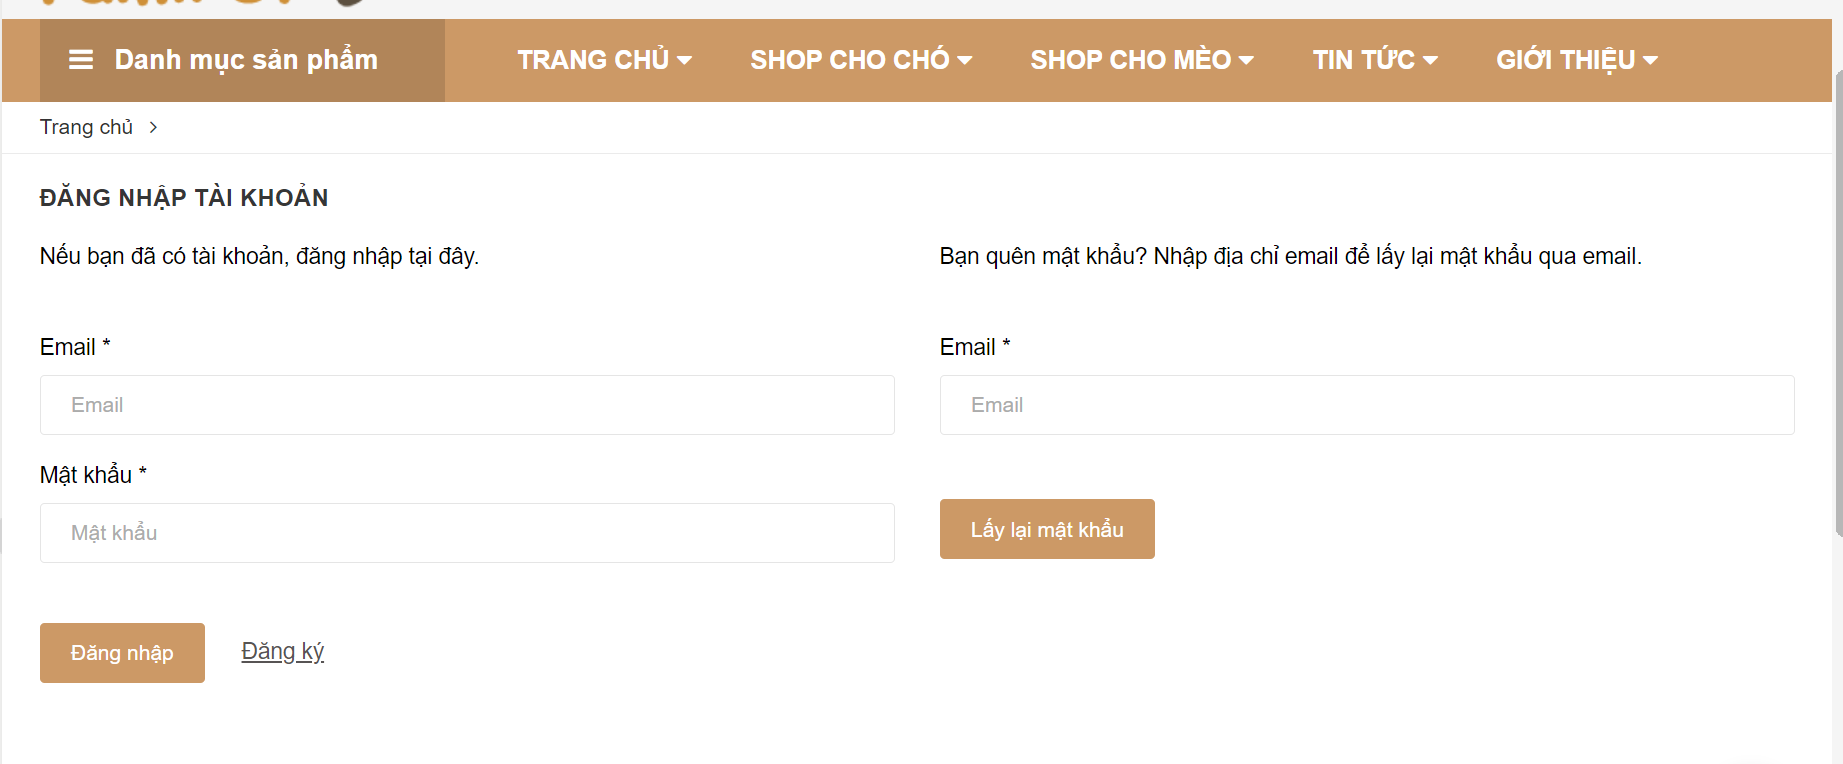 Danh mục sản phẩm
TRANG CHỦ
SHOP CHO CHÓ
SHOP CHO MÈO
TIN TỨC
GIỚI THIỆU
Trang chủ
ĐĂNG NHẬP TÀI KHOẢN
Nếu bạn đã có tài khoản, đăng nhập tại đây.
Email *
Email
Mật khẩu *
Mật khẩu
Đăng nhập
Đăng ký
Bạn quên mật khẩu? Nhập địa chỉ email để lấy lại mật khẩu qua email.
Email *
Email
Lấy lại mật khẩu